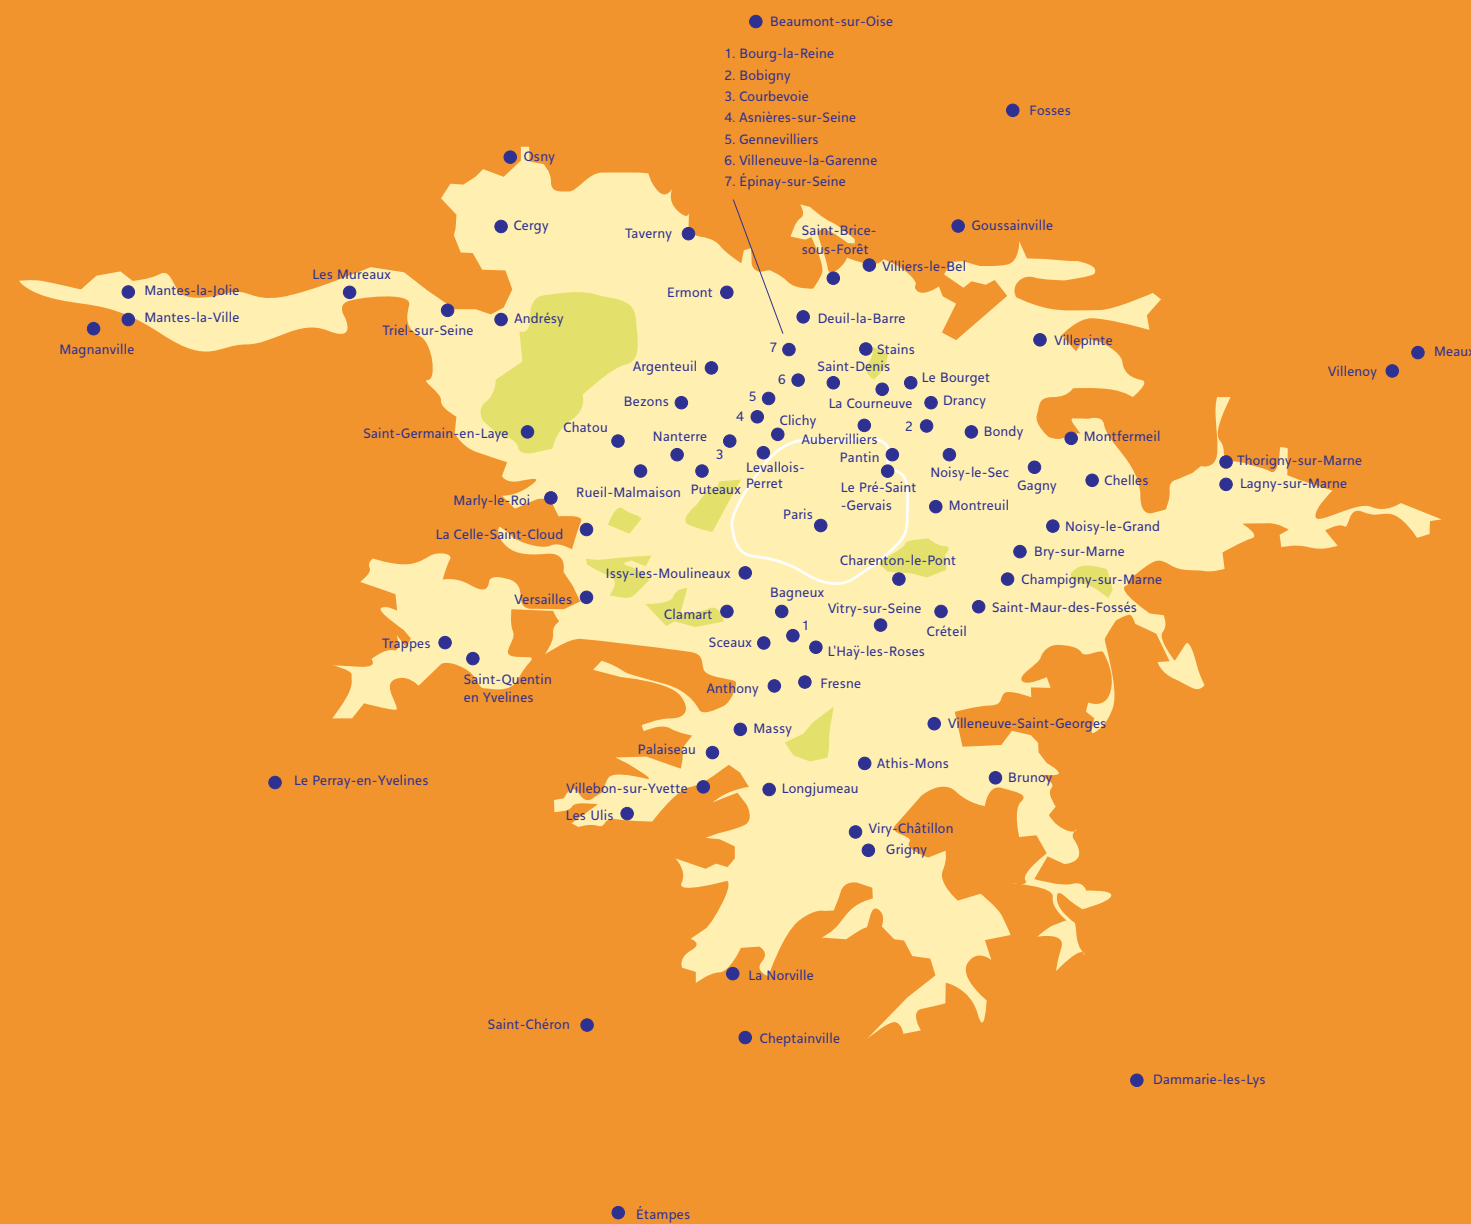 Beaumont-sur-Oise
1. Bourg-la-Reine
2. Bobigny
3. Courbevoie
4. Asnières-sur-Seine
5. Gennevilliers
6. Villeneuve-la-Garenne
7. Épinay-sur-Seine
Fosses
Osny
Cergy
Taverny
Saint-Brice-
sous-Forêt
Goussainville
Villiers-le-Bel
Les Mureaux
Mantes-la-Jolie
Ermont
Mantes-la-Ville
Triel-sur-Seine
Andrésy
Deuil-la-Barre
Magnanville
7
Stains
Villepinte
Meaux
Villenoy
Argenteuil
Saint-Denis
6
Le Bourget
Bezons
5
La Courneuve
Drancy
4
Clichy
Saint-Germain-en-Laye
Chatou
Nanterre
3
Aubervilliers
2
Bondy
Montfermeil
Pantin
Levallois-
Perret
Noisy-le-Sec
Gagny
Chelles
Thorigny-sur-Marne
Lagny-sur-Marne
Marly-le-Roi
Rueil-Malmaison
Puteaux
Le Pré-Saint
-Gervais
Montreuil
Paris
La Celle-Saint-Cloud
Noisy-le-Grand
Bry-sur-Marne
Charenton-le-Pont
Issy-les-Moulineaux
Champigny-sur-Marne
Versailles
Bagneux
Clamart
Vitry-sur-Seine
Saint-Maur-des-Fossés
1
Créteil
Trappes
Sceaux
L'Haÿ-les-Roses
Saint-Quentin
en Yvelines
Anthony
Fresne
Massy
Villeneuve-Saint-Georges
Palaiseau
Athis-Mons
Brunoy
Le Perray-en-Yvelines
Villebon-sur-Yvette
Longjumeau
Les Ulis
Viry-Châtillon
Grigny
La Norville
Saint-Chéron
Cheptainville
Dammarie-les-Lys
Étampes